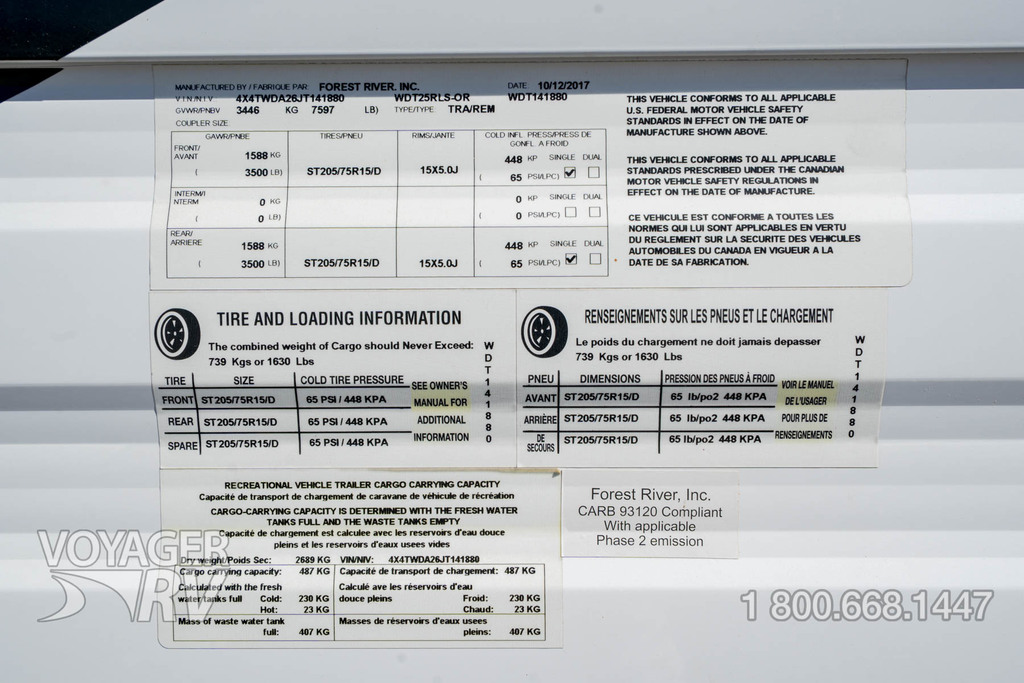 MANUFACTURED BY / FABRIQUE PAR: FOREST RIVER, INC. DATE 10/12/2017
V I N / N I V 4X4TWDA26JT141880 WDT25RLS-OR WDT141880
GVWR/PNBV 3446 KG 7597 LB) TYPE/TYPE TRA/REM
COUPLER SIZE
GAWR/PNBE TIRES/PNEU RIMS/JANTE COLD INFL. PRESS/PRESS DE GONFL. A FROID
FRONT/ AVANT 1588 KG 448 KP SINGLE DUAL
( 3500 LB) ST205/75R15/D 15X5.0J ( 65 PSI/LPC)
INTERM/I NTERM 0 KG 0 KP SINGLE DUAL
( 0 LB) ( 0 PSI/LPC)
REAR/ ARRIERE 1588 KG 448 KP SINGLE DUAL
( 3500 LB) ST205/75R15/D 15X5.0J ( 65 PSI/LPC)
THIS VEHICLE CONFORMS TO ALL APPLICABLE
U.S. FEDERAL MOTOR VEHICLE SAFETY
STANDARDS IN EFFECT ON THE DATE OF
MANUFACTURE SHOWN ABOVE.
THIS VEHICLE CONFORMS TO ALL APPLICABLE
STANDARDS PRESCRIBED UNDER THE CANADIAN
MOTOR VEHICLE SAFETY REGULATIONS IN
EFFECT ON THE DATE OF MANUFACTURE.
CE VEHICULE EST CONFORME A TOUTES LES
NORMES QUI LUI SONT APPLICABLES EN VERTU
DU REGLEMENT SUR LA SECURITE DES VEHICULES
AUTOMOBILES DU CANADA EN VIGUEUR A LA
DATE DE SA FABRICATION.
TIRE AND LOADING INFORMATION
The combined weight of Cargo should Never Exceed:
739 Kgs or 1630 Lbs
TIRE SIZE COLD TIRE PRESSURE
FRONT ST205/75R15/D 65 PSI / 448 KPA
REAR ST205/75R15/D 65 PSI / 448 KPA
SPARE ST205/75R15/D 65 PSI / 448 KPA
SEE OWNER'S
MANUAL FOR
ADDITIONAL
INFORMATION
WDT141880
RENSEIGNEMENTS SUR LES PNEUS ET LE CHARGEMENT
Le poids du chargement ne doit jamais depasser
739 Kgs or 1630 Lbs
PNEU DIMENSIONS PRESSION DES PNEUS À FROID
AVANT ST205/75R15/D 65 lb/po2 448 KPA
ARRIÈRE ST205/75R15/D 65 lb/po2 448 KPA
DE SECOURS ST205/75R15/D 65 lb/po2 448 KPA
VOIR LE MANUEL
DE L'USAGER
POUR PLUS DE
RENSEIGNEMENTS
WDT141880
RECREATIONAL VEHICLE TRAILER CARGO CARRYING CAPACITY
Capacité de transport de chargement de caravane de véhicule de récréation
CARGO-CARRYING CAPACITY IS DETERMINED WITH THE FRESH WATER
TANKS FULL AND THE WASTE TANKS EMPTY
Capacité de chargement est calculee avec les reservoirs d'eau douce
pleins et les reservoirs d'eaux usees vides
Dry weight/Poids Sec: 2689 KG VIN/NIV: 4X4TWDA26JT141880
Cargo carrying capacity: 487 KG Capacité de transport de chargement: 487 KG
Calculated with the fresh Calculé ave les réservoirs d'eau
water tanks full Cold: 230 KG douce pleins Froid: 230 KG
Hot: 23 KG Chaud: 23 KG
Mass of waste water tank Masses de réservoirs d'eaux usees
full: 407 KG pleins: 407 KG
Forest River, Inc.
CARB 93120 Compliant
With applicable
Phase 2 emission
VOYAGER
RV
1 800.668.1447